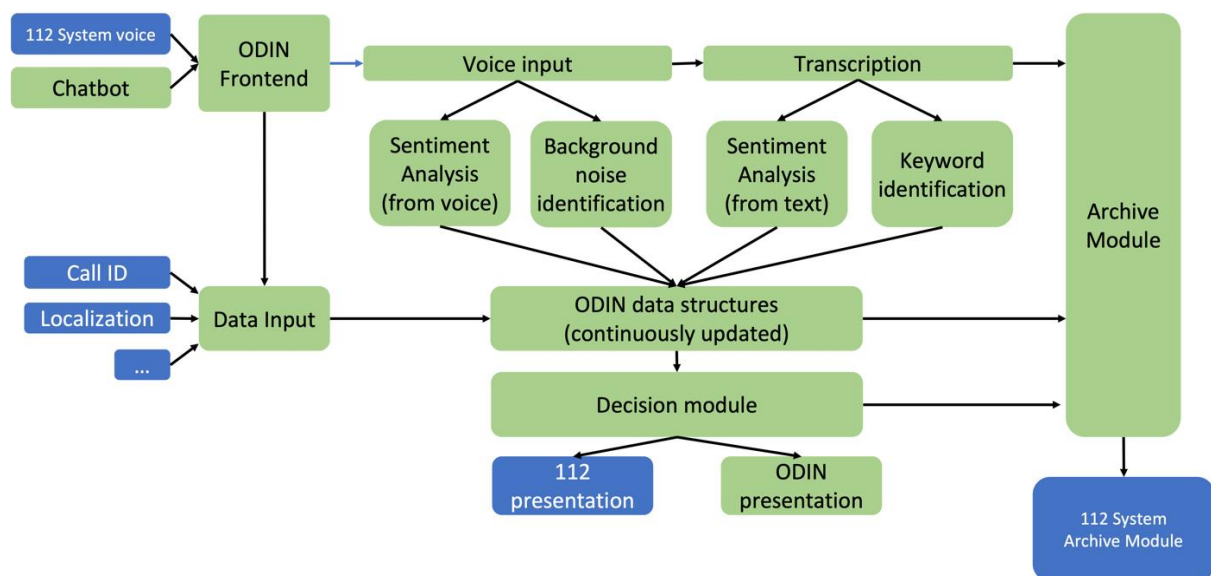 112 System voice
Chatbot
ODIN
Frontend
Voice input
Transcription
Sentiment
Analysis
(from voice)
Background
noise
identification
Sentiment
Analysis
(from text)
Keyword
identification
Archive
Module
Call ID
Localization
...
Data Input
ODIN data structures
(continuously updated)
Decision module
112
presentation
ODIN
presentation
112 System
Archive Module